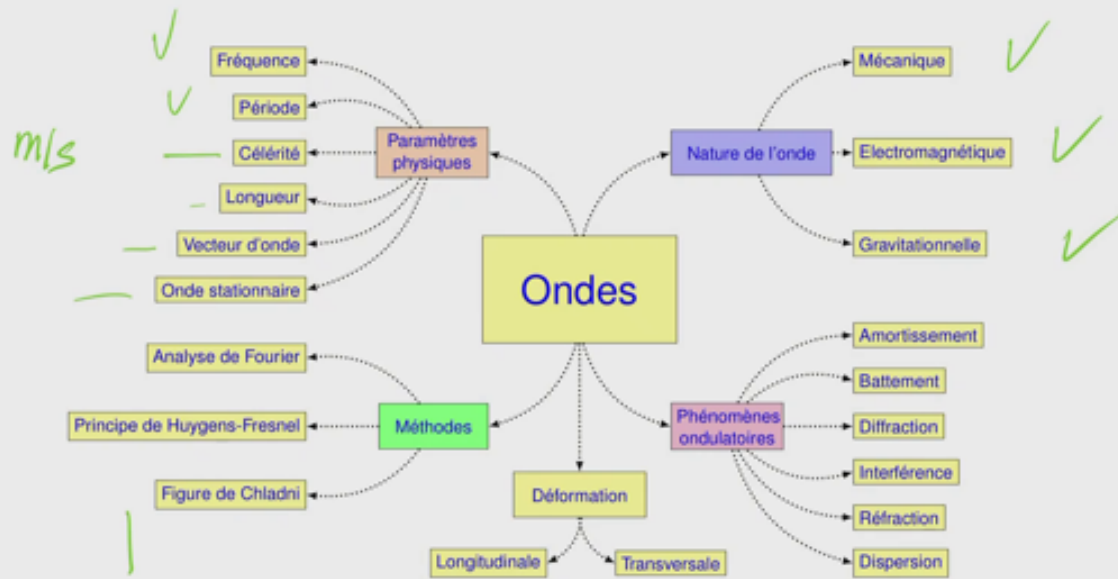 Fréquence
Période
m/s
Célérité
Longueur
Vecteur d'onde
Onde stationnaire
Paramètres
physiques
Nature de l'onde
Mécanique
Electromagnétique
Gravitationnelle
Ondes
Analyse de Fourier
Principe de Huygens-Fresnel
Figure de Chladni
Méthodes
Déformation
Longitudinale
Transversale
Phénomènes
ondulatoires
Amortissement
Battement
Diffraction
Interférence
Réfraction
Dispersion